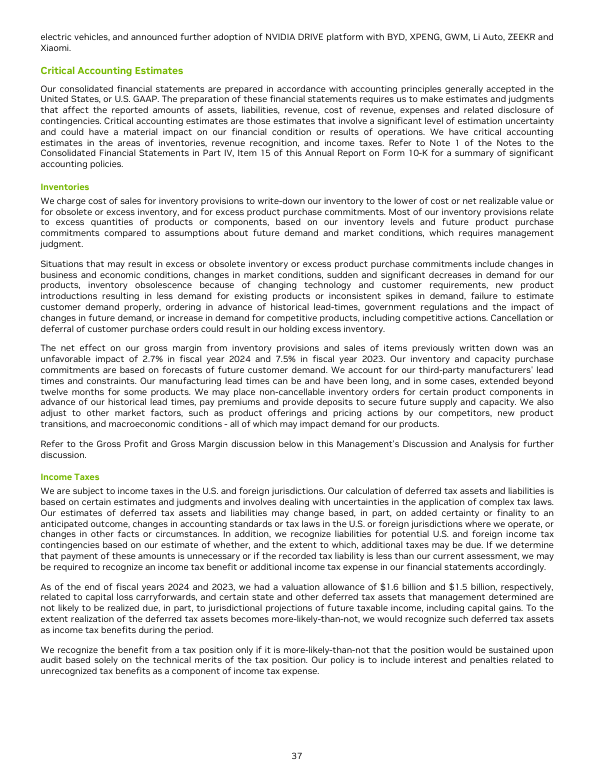 electric vehicles, and announced further adoption of NVIDIA DRIVE platform with BYD, XPENG, GWM, Li Auto, ZEEKR and
Xiaomi.
Critical Accounting Estimates
Our consolidated financial statements are prepared in accordance with accounting principles generally accepted in the
United States, or U.S. GAAP. The preparation of these financial statements requires us to make estimates and judgments
that affect the reported amounts of assets, liabilities, revenue, cost of revenue, expenses and related disclosure of
contingencies. Critical accounting estimates are those estimates that involve a significant level of estimation uncertainty
and could have a material impact on our financial condition or results of operations. We have critical accounting
estimates in the areas of inventories, revenue recognition, and income taxes. Refer to Note 1 of the Notes to the
Consolidated Financial Statements in Part IV, Item 15 of this Annual Report on Form 10-K for a summary of significant
accounting policies.
Inventories
We charge cost of sales for inventory provisions to write-down our inventory to the lower of cost or net realizable value or
for obsolete or excess inventory, and for excess product purchase commitments. Most of our inventory provisions relate
to excess quantities of products or components, based on our inventory levels and future product purchase
commitments compared to assumptions about future demand and market conditions, which requires management
judgment.
Situations that may result in excess or obsolete inventory or excess product purchase commitments include changes in
business and economic conditions, changes in market conditions, sudden and significant decreases in demand for our
products, inventory obsolescence because of changing technology and customer requirements, new product
introductions resulting in less demand for existing products or inconsistent spikes in demand, failure to estimate
customer demand properly, ordering in advance of historical lead-times, government regulations and the impact of
changes in future demand, or increase in demand for competitive products, including competitive actions. Cancellation or
deferral of customer purchase orders could result in our holding excess inventory.
The net effect on our gross margin from inventory provisions and sales of items previously written down was an
unfavorable impact of 2.7% in fiscal year 2024 and 7.5% in fiscal year 2023. Our inventory and capacity purchase
commitments are based on forecasts of future customer demand. We account for our third-party manufacturers' lead
times and constraints. Our manufacturing lead times can be and have been long, and in some cases, extended beyond
twelve months for some products. We may place non-cancellable inventory orders for certain product components in
advance of our historical lead times, pay premiums and provide deposits to secure future supply and capacity. We also
adjust to other market factors, such as product offerings and pricing actions by our competitors, new product
transitions, and macroeconomic conditions - all of which may impact demand for our products.
Refer to the Gross Profit and Gross Margin discussion below in this Management's Discussion and Analysis for further
discussion.
Income Taxes
We are subject to income taxes in the U.S. and foreign jurisdictions. Our calculation of deferred tax assets and liabilities is
based on certain estimates and judgments and involves dealing with uncertainties in the application of complex tax laws.
Our estimates of deferred tax assets and liabilities may change based, in part, on added certainty or finality to an
anticipated outcome, changes in accounting standards or tax laws in the U.S. or foreign jurisdictions where we operate, or
changes in other facts or circumstances. In addition, we recognize liabilities for potential U.S. and foreign income tax
contingencies based on our estimate of whether, and the extent to which, additional taxes may be due. If we determine
that payment of these amounts is unnecessary or if the recorded tax liability is less than our current assessment, we may
be required to recognize an income tax benefit or additional income tax expense in our financial statements accordingly.
As of the end of fiscal years 2024 and 2023, we had a valuation allowance of $1.6 billion and $1.5 billion, respectively,
related to capital loss carryforwards, and certain state and other deferred tax assets that management determined are
not likely to be realized due, in part, to jurisdictional projections of future taxable income, including capital gains. To the
extent realization of the deferred tax assets becomes more-likely-than-not, we would recognize such deferred tax assets
as income tax benefits during the period.
We recognize the benefit from a tax position only if it is more-likely-than-not that the position would be sustained upon
audit based solely on the technical merits of the tax position. Our policy is to include interest and penalties related to
unrecognized tax benefits as a component of income tax expense.
37